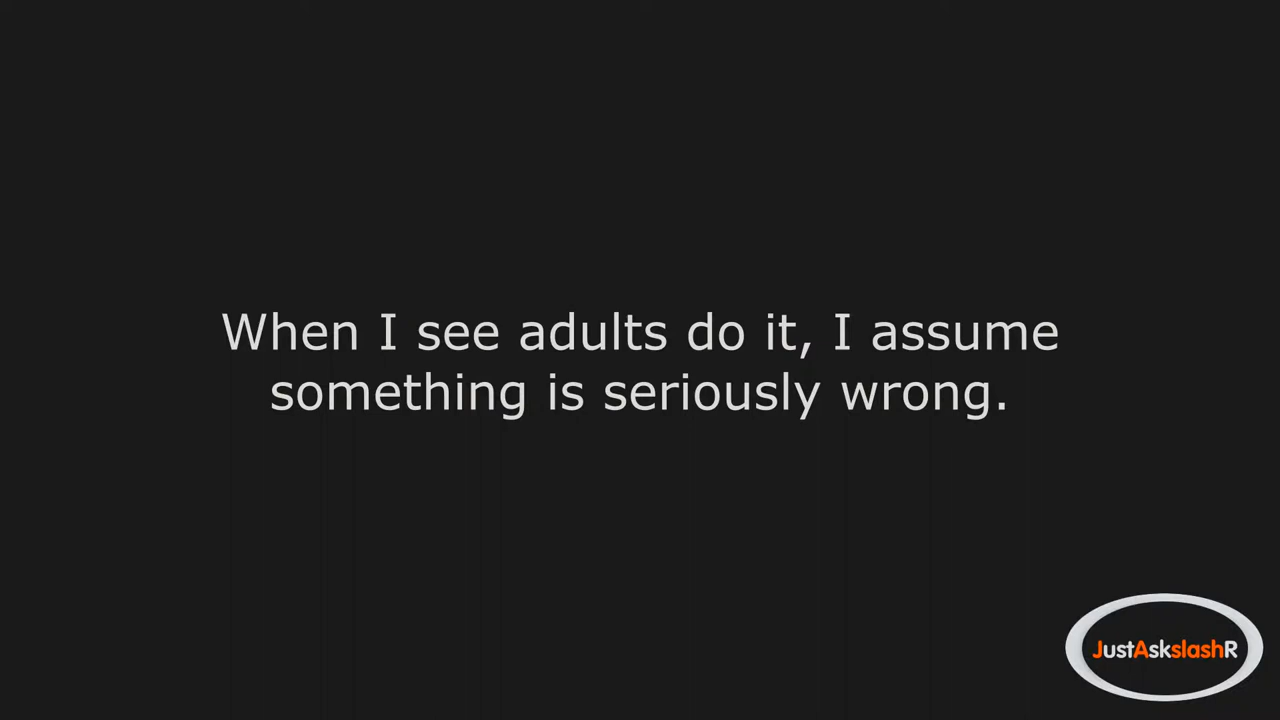 When I see adults do it, I assume
something is seriously wrong.
JustAskslashR